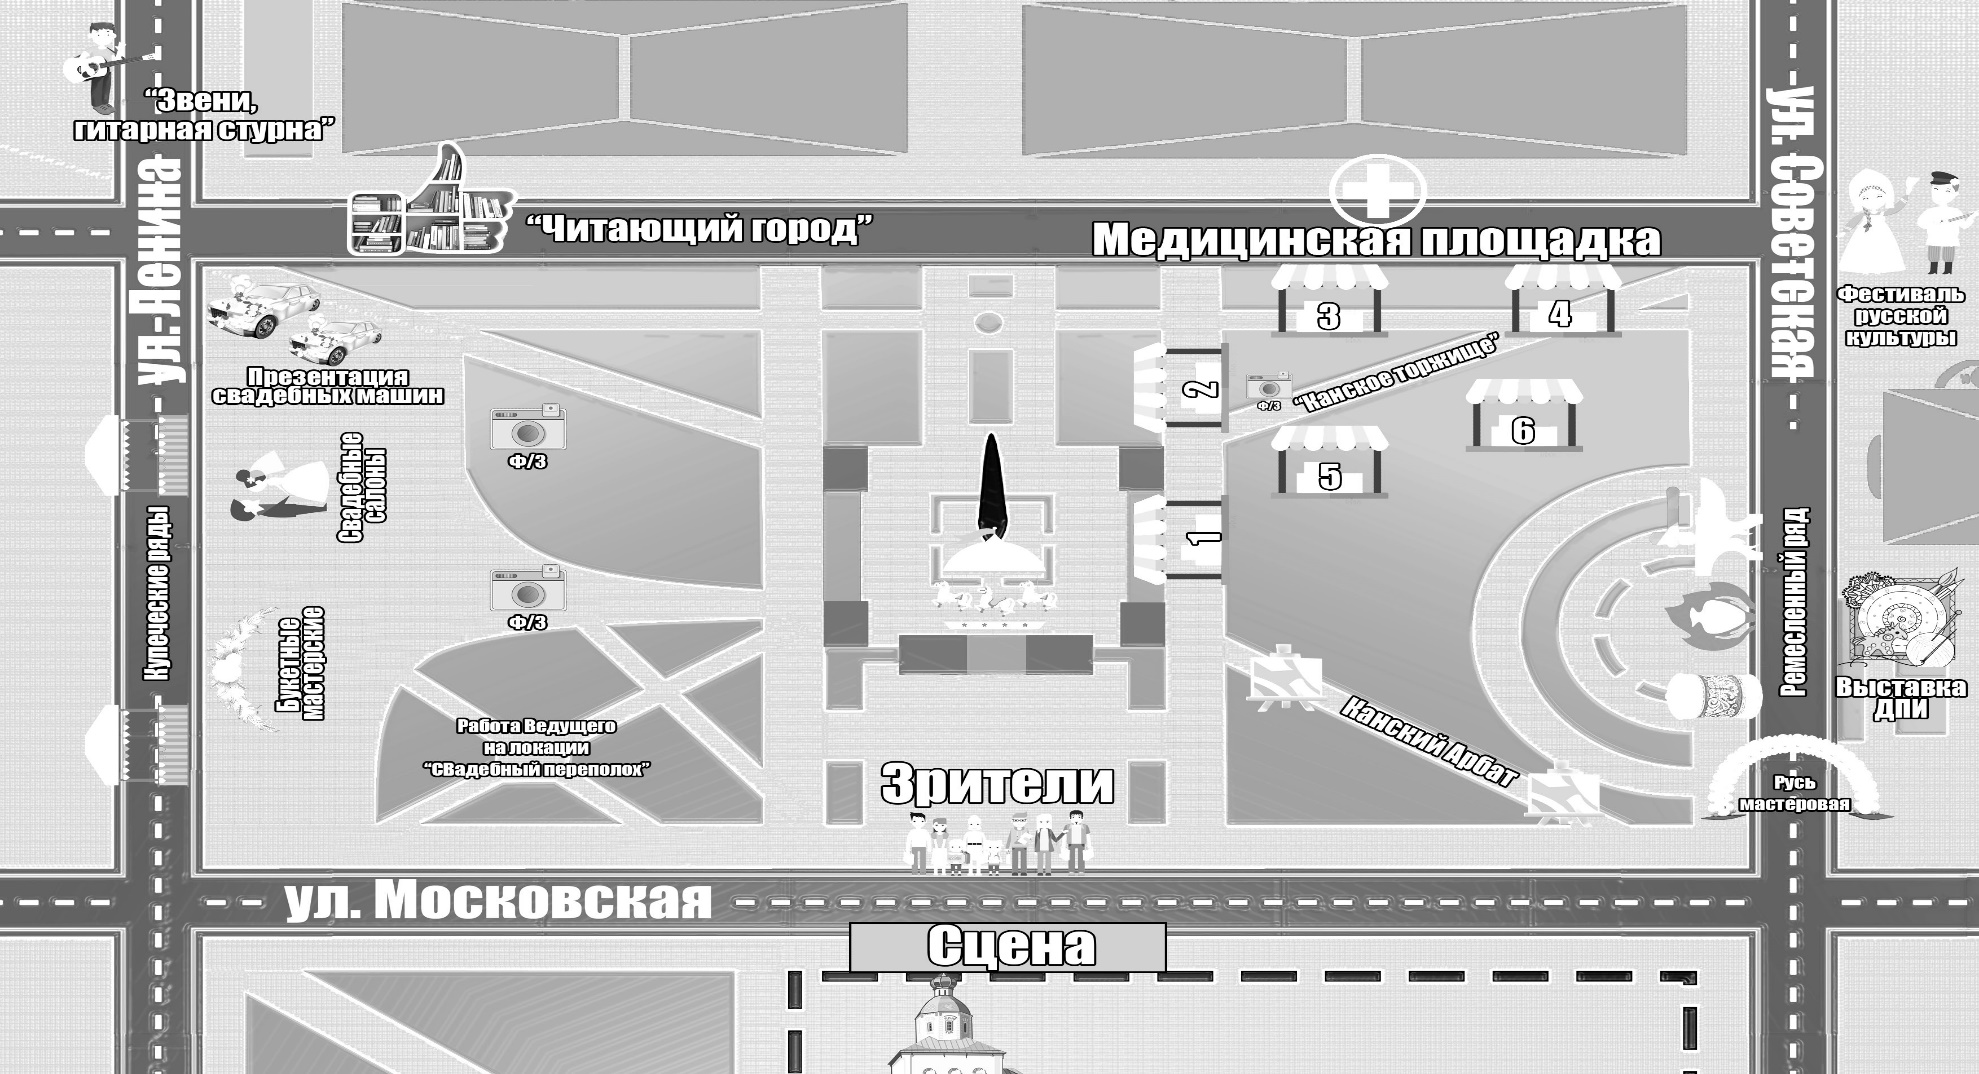 “Звени,
гитарная стурна”
ул. Ленина
“Читающий город”
Медицинская площадка
ул. Советская
Фестиваль
русской
культуры
Презентация
свадебных машин
Свадебные
салоны
Ф/З
Ф/З
Ф/З
3
4
2
“Канское торжище”
6
5
1
Купеческие ряды
Букетные
мастерские
Работа Ведущего
на локации
“СВадебный переполох”
Зрители
Канский Арбат
Ремесленный ряд
Выставка
ДПИ
Русь
мастеровая
ул. Московская
Сцена